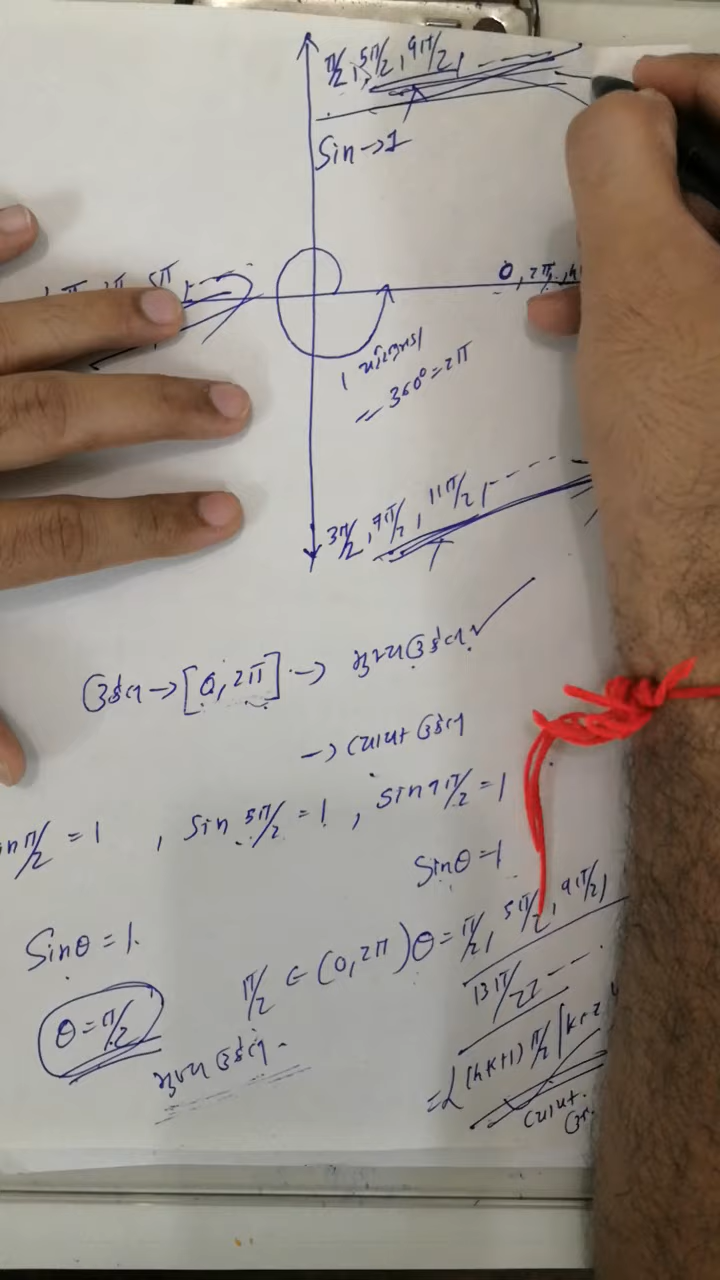 π/2, 5π/2, 9π/2, ---
Sin→1
0, 2π,
1 પરિભ્રમણ
= 360° = 2π
3π/2, 7π/2, 11π/2, ---
ઉકેલ → [0, 2π] → મુખ્ય ઉકેલ ✓
→ વ્યાપક ઉકેલ
π/2 = 1, sin 5π/2 = 1, sin 9π/2 = 1
Sinθ = 1
Sinθ = 1.
π/2 ∈ (0, 2π) θ = π/2, 5π/2, 9π/2,
θ = π/2
13π/2 ---
મુખ્ય ઉકેલ.
= { (4k+1) π/2 | k∈Z
વ્યાપક